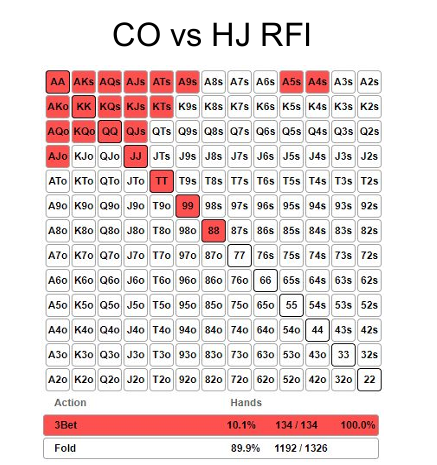 CO vs HJ RFI
AA AKs AQs AJs ATs A9s A8s A7s A6s A5s A4s A3s A2s
AKo KK KQs KJs KTs K9s K8s K7s K6s K5s K4s K3s K2s
AQo KQo QQ QJs QTs Q9s Q8s Q7s Q6s Q5s Q4s Q3s Q2s
AJo KJo QJo JJ JTs J9s J8s J7s J6s J5s J4s J3s J2s
ATo KTo QTo JTo TT T9s T8s T7s T6s T5s T4s T3s T2s
A9o K9o Q9o J9o T9o 99 98s 97s 96s 95s 94s 93s 92s
A8o K8o Q8o J8o T8o 98o 88 87s 86s 85s 84s 83s 82s
A7o K7o Q7o J7o T7o 97o 87o 77 76s 75s 74s 73s 72s
A6o K6o Q6o J6o T6o 96o 86o 76o 66 65s 64s 63s 62s
A5o K5o Q5o J5o T5o 95o 85o 75o 65o 55 54s 53s 52s
A4o K4o Q4o J4o T4o 94o 84o 74o 64o 54o 44 43s 42s
A3o K3o Q3o J3o T3o 93o 83o 73o 63o 53o 43o 33 32s
A2o K2o Q2o J2o T2o 92o 82o 72o 62o 52o 42o 32o 22
Action Hands
3Bet 10.1% 134 / 134 100.0%
Fold 89.9% 1192 / 1326